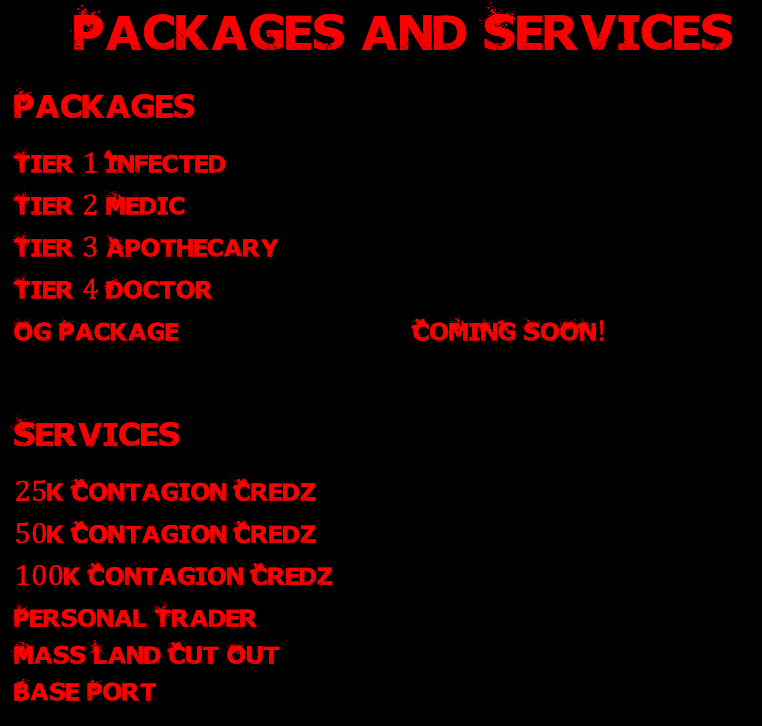 Packages and Services
Packages
Tier 1 Infected
Tier 2 Medic
Tier 3 Apothecary
Tier 4 Doctor
OG Package Coming Soon!
Services
25k Contagion Credz
50k Contagion Credz
100k Contagion Credz
Personal Trader
Mass Land Cut Out
Base Port